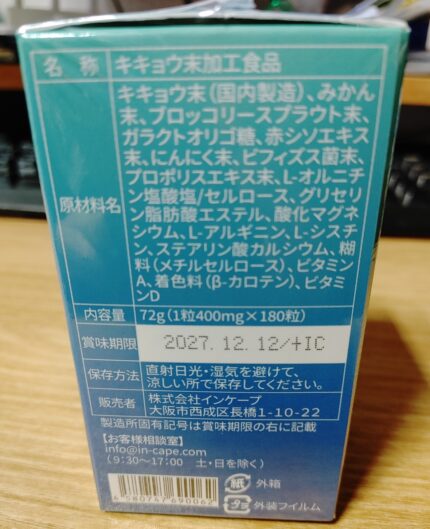 名 称 キキョウ末加工食品
原材料名
キキョウ末(国内製造)、みかん
末、ブロッコリースプラウト末、
ガラクトオリゴ糖、赤シソエキス
末、にんにく末、ビフィズス菌末、
プロポリスエキス末、L-オルニチ
ン塩酸塩/セルロース、グリセリ
ン脂肪酸エステル、酸化マグネ
シウム、L-アルギニン、L-シスチ
ン、ステアリン酸カルシウム、糊
料(メチルセルロース)、ビタミン
A、着色料(β-カロテン)、ビタミ
ンD
内容量 72g(1粒400mg×180粒)
賞味期限 2027.12.12/+IC
保存方法 直射日光・湿気を避けて、
涼しい所で保存してください。
販売者 株式会社インケープ
大阪市西成区長橋1-10-22
製造所固有記号は賞味期限の右に記載
【お客様相談室】
info@in-cape.com
(9:30〜17:00 土・日を除く)
紙 外箱
プラ 外装フィルム
4580767690062